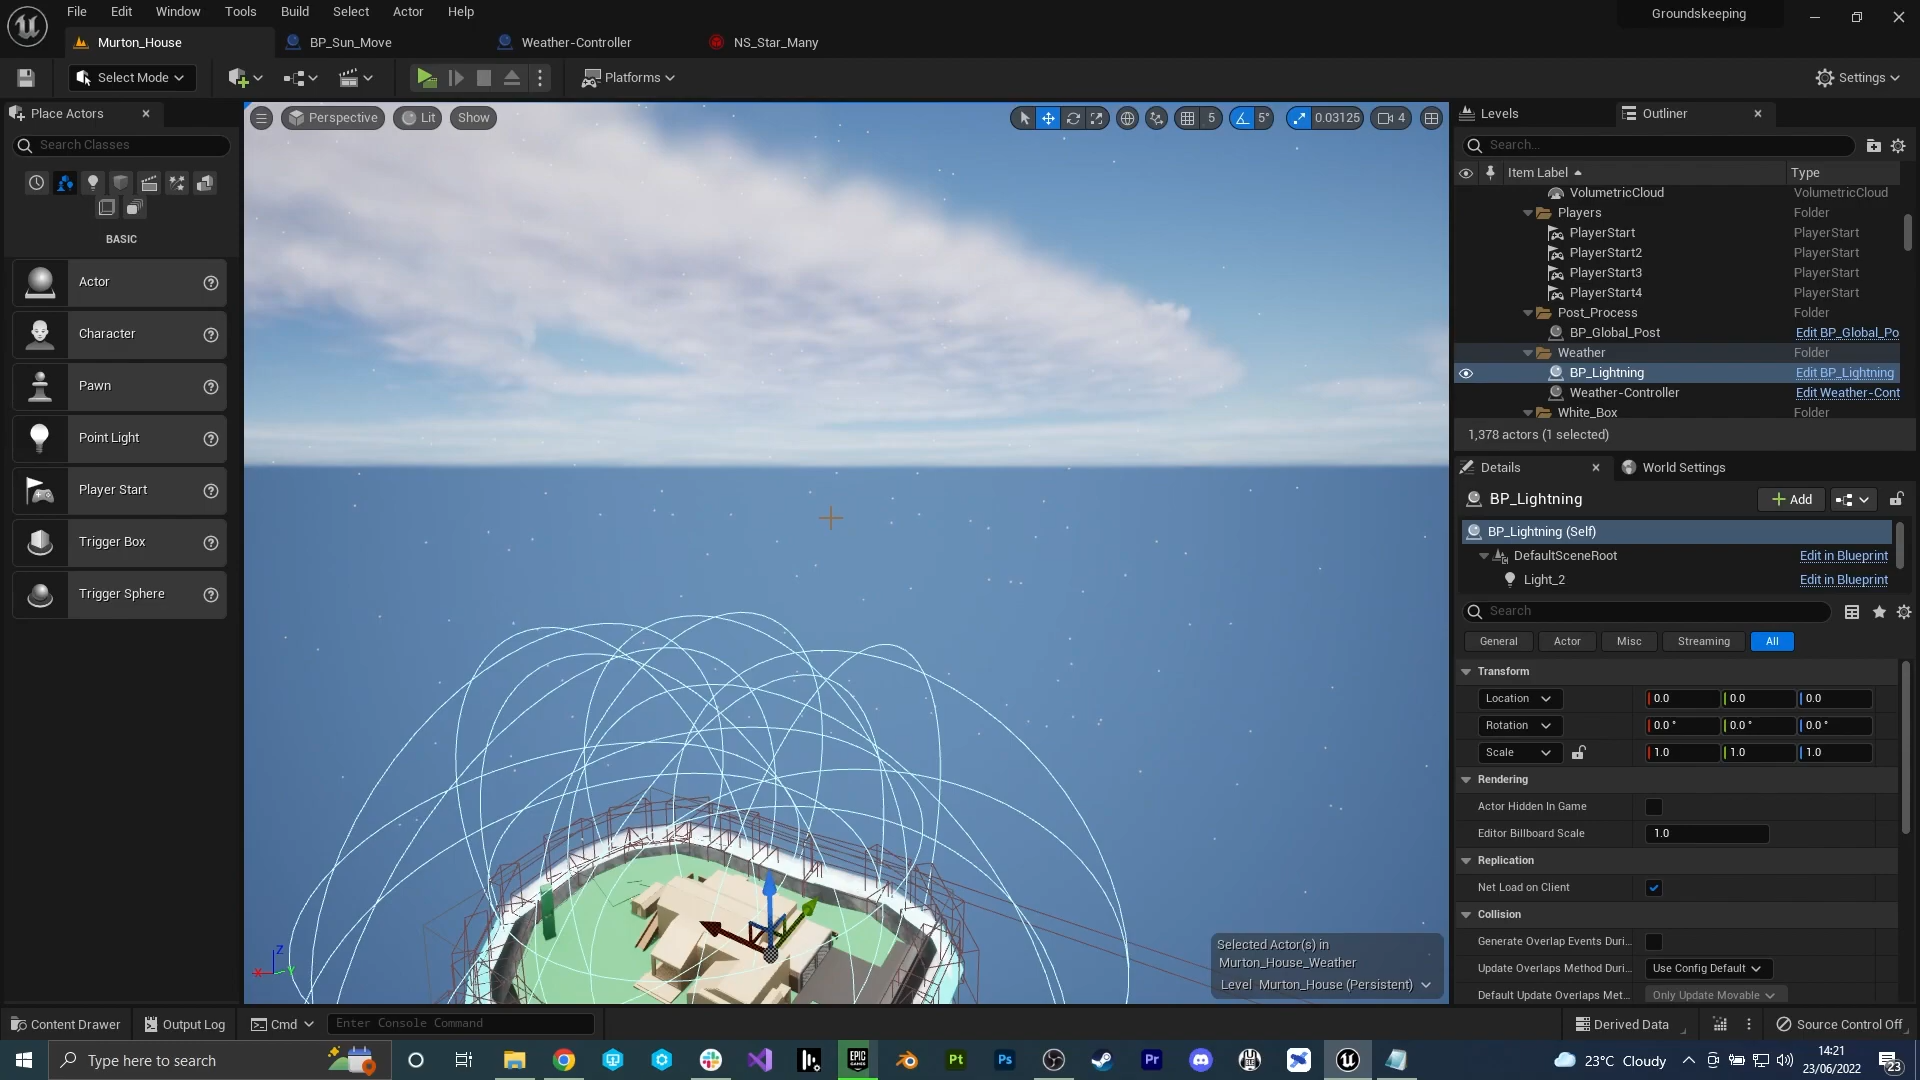 File Edit Window Tools Build Select Actor Help
Groundskeeping
Murton_House
BP_Sun_Move
Weather-Controller
NS_Star_Many
Select Mode
Platforms
Settings
Place Actors
Search Classes
BASIC
Actor
Character
Pawn
Point Light
Player Start
Trigger Box
Trigger Sphere
Perspective Lit Show
5 5° 0.03125 4
Selected Actor(s) in
Murton_House_Weather
Level Murton_House (Persistent)
Levels Outliner
Search...
Item Label Type
VolumetricCloud VolumetricCloud
Players Folder
PlayerStart PlayerStart
PlayerStart2 PlayerStart
PlayerStart3 PlayerStart
PlayerStart4 PlayerStart
Post_Process Folder
BP_Global_Post Edit BP_Global_Po
Weather Folder
BP_Lightning Edit BP_Lightning
Weather-Controller Edit Weather-Cont
White_Box Folder
1,378 actors (1 selected)
Details World Settings
BP_Lightning Add
BP_Lightning (Self)
DefaultSceneRoot Edit in Blueprint
Light_2 Edit in Blueprint
Search
General Actor Misc Streaming All
Transform
Location 0.0 0.0 0.0
Rotation 0.0 ° 0.0 ° 0.0 °
Scale 1.0 1.0 1.0
Rendering
Actor Hidden In Game
Editor Billboard Scale 1.0
Replication
Net Load on Client
Collision
Generate Overlap Events Duri...
Update Overlaps Method Duri... Use Config Default
Default Update Overlaps Met... Only Update Movable
Content Drawer Output Log Cmd Enter Console Command
Derived Data Source Control Off
Type here to search
23°C Cloudy
14:21
23/06/2022
23